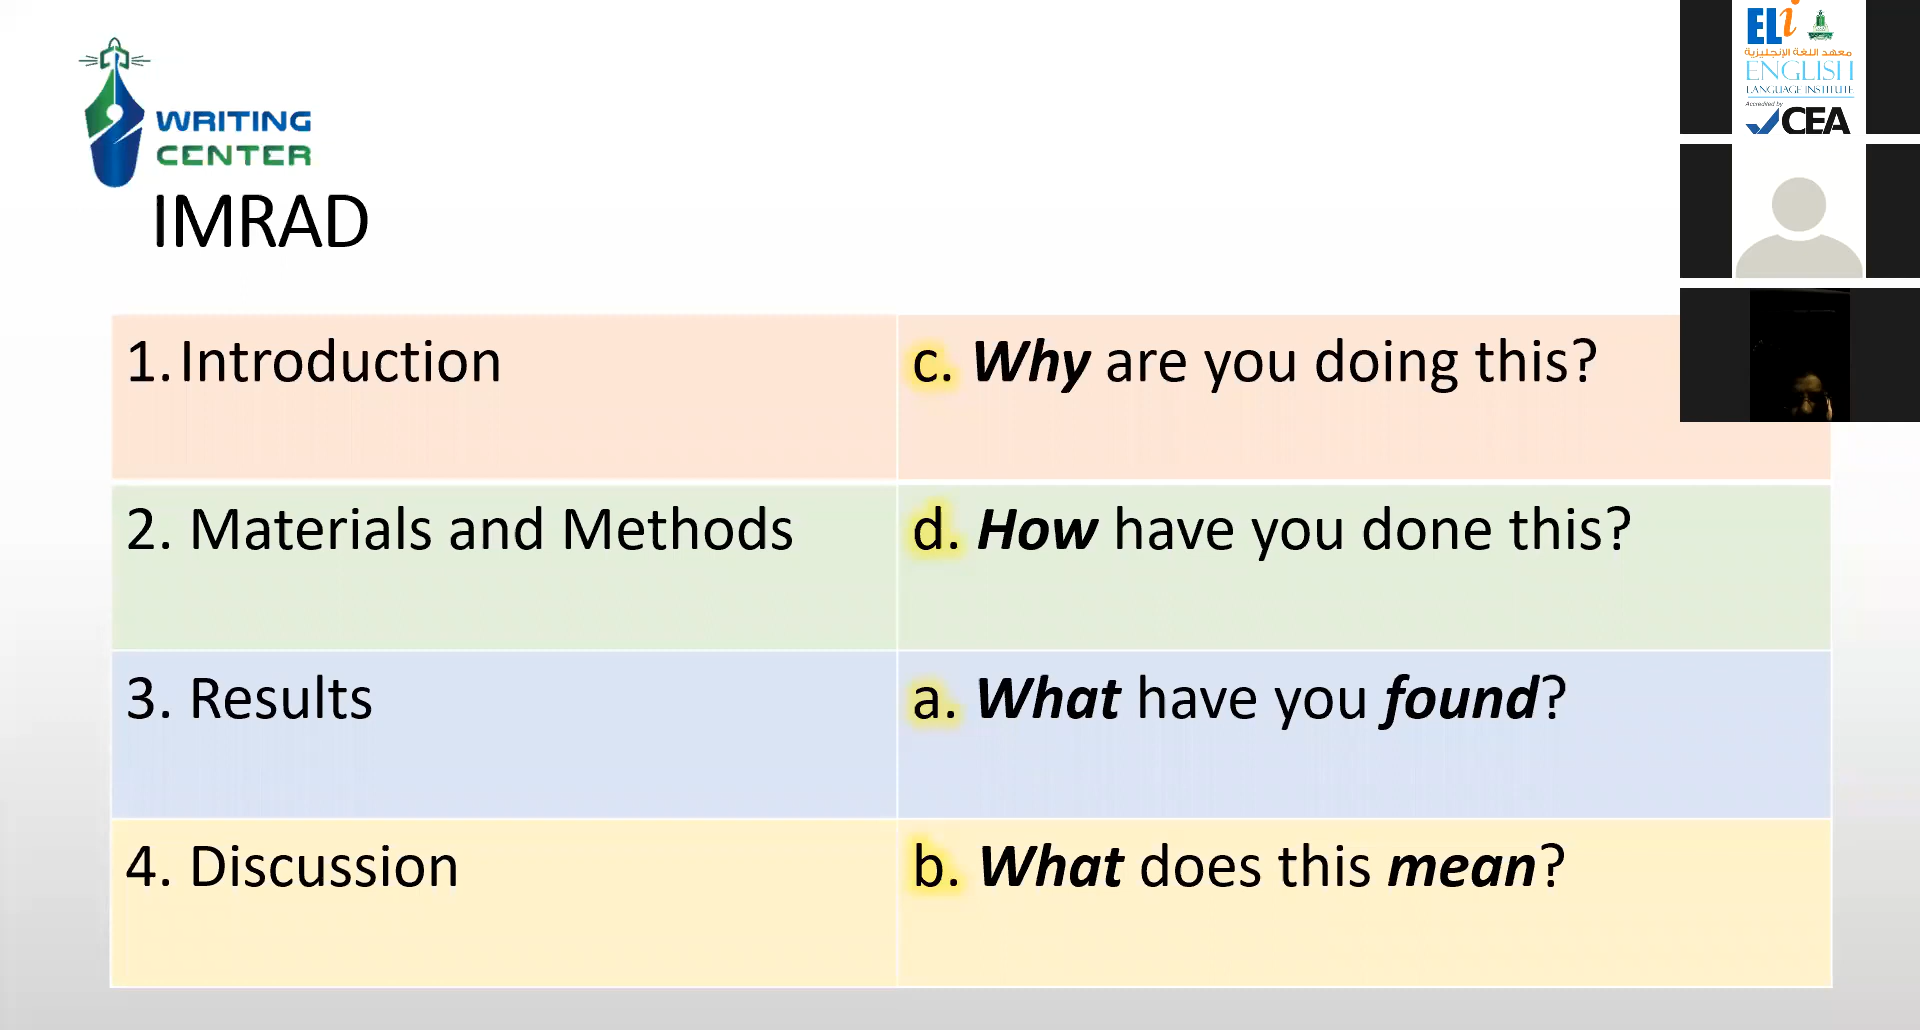 WRITING
CENTER
IMRAD
1. Introduction
c. Why are you doing this?
2. Materials and Methods
d. How have you done this?
3. Results
a. What have you found?
4. Discussion
b. What does this mean?
ELi
معهد اللغة الإنجليزية
ENGLISH
LANGUAGE INSTITUTE
Accredited by
CEA